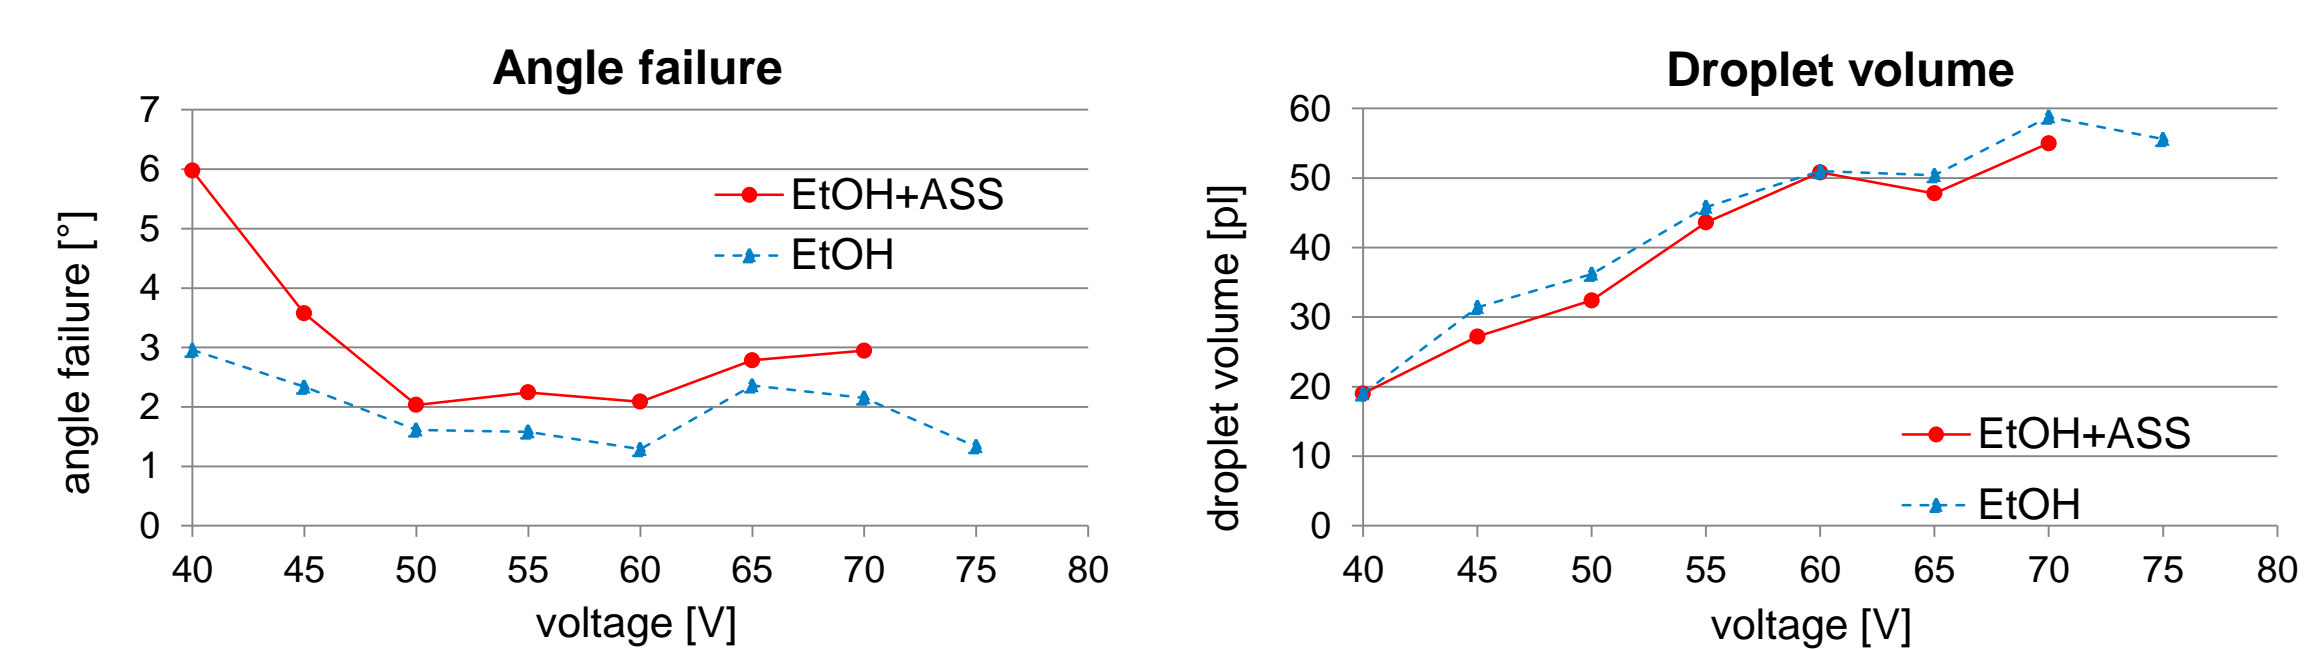 Angle failure
7
6
5
4
3
2
1
0
angle failure [°]
EtOH+ASS
EtOH
40 45 50 55 60 65 70 75 80
voltage [V]
Droplet volume
60
50
40
30
20
10
0
droplet volume [pl]
EtOH+ASS
EtOH
40 45 50 55 60 65 70 75 80
voltage [V]